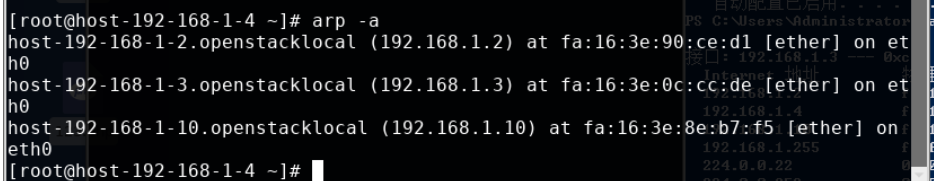 [root@host-192-168-1-4 ~]# arp -a
host-192-168-1-2.openstacklocal (192.168.1.2) at fa:16:3e:90:ce:d1 [ether] on et
h0
host-192-168-1-3.openstacklocal (192.168.1.3) at fa:16:3e:0c:cc:de [ether] on et
h0
host-192-168-1-10.openstacklocal (192.168.1.10) at fa:16:3e:8e:b7:f5 [ether] on
eth0
[root@host-192-168-1-4 ~]#
自动配置已启用. . . .
PS C:\Users\Administrator
接口: 192.168.1.3 --- 0xc
Internet 地址
192.168.1.2
192.168.1.4
192.168.1.255
224.0.0.22